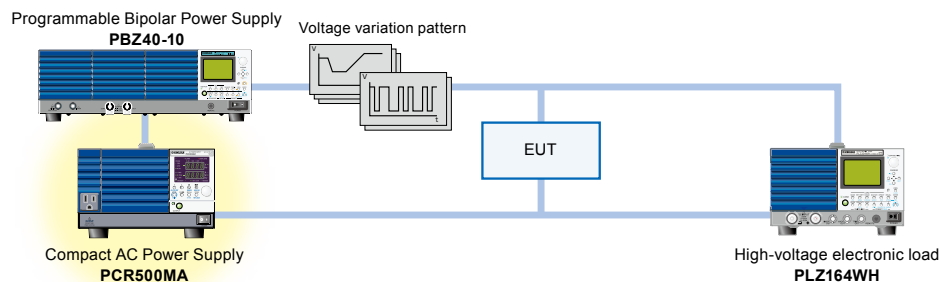 Programmable Bipolar Power Supply
PBZ40-10
Voltage variation pattern
V
V
t
EUT
Compact AC Power Supply
PCR500MA
High-voltage electronic load
PLZ164WH